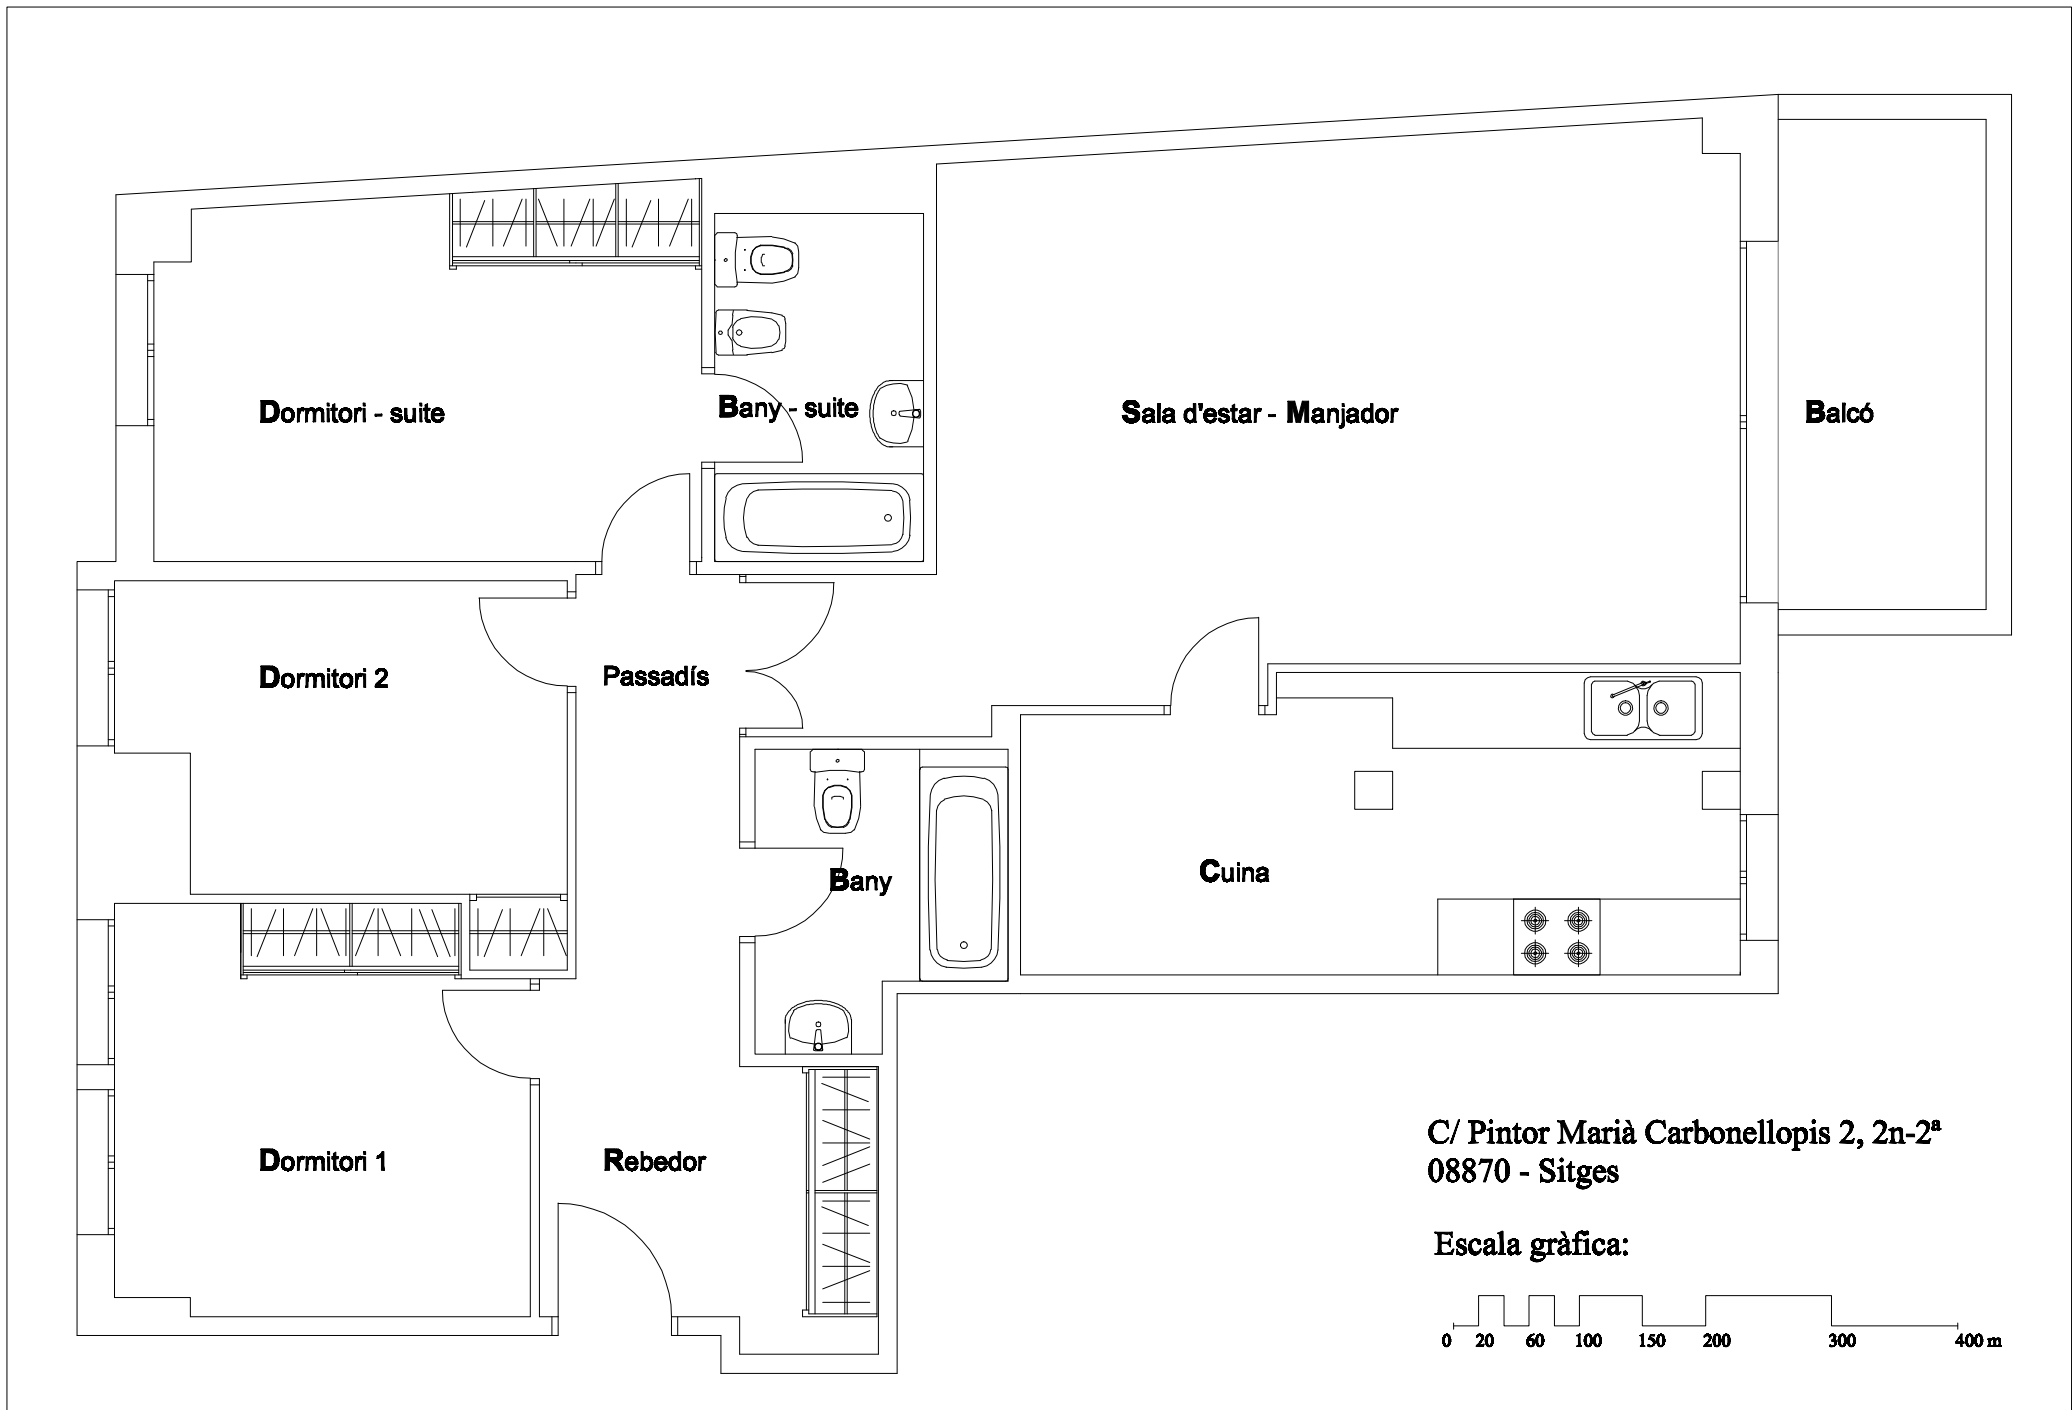 Dormitori - suite
Bany - suite
Sala d'estar - Manjador
Balcó
Dormitori 2
Passadís
Bany
Cuina
Dormitori 1
Rebedor
C/ Pintor Marià Carbonellopis 2, 2n-2ª
08870 - Sitges
Escala gràfica:
0 20 60 100 150 200 300 400 m